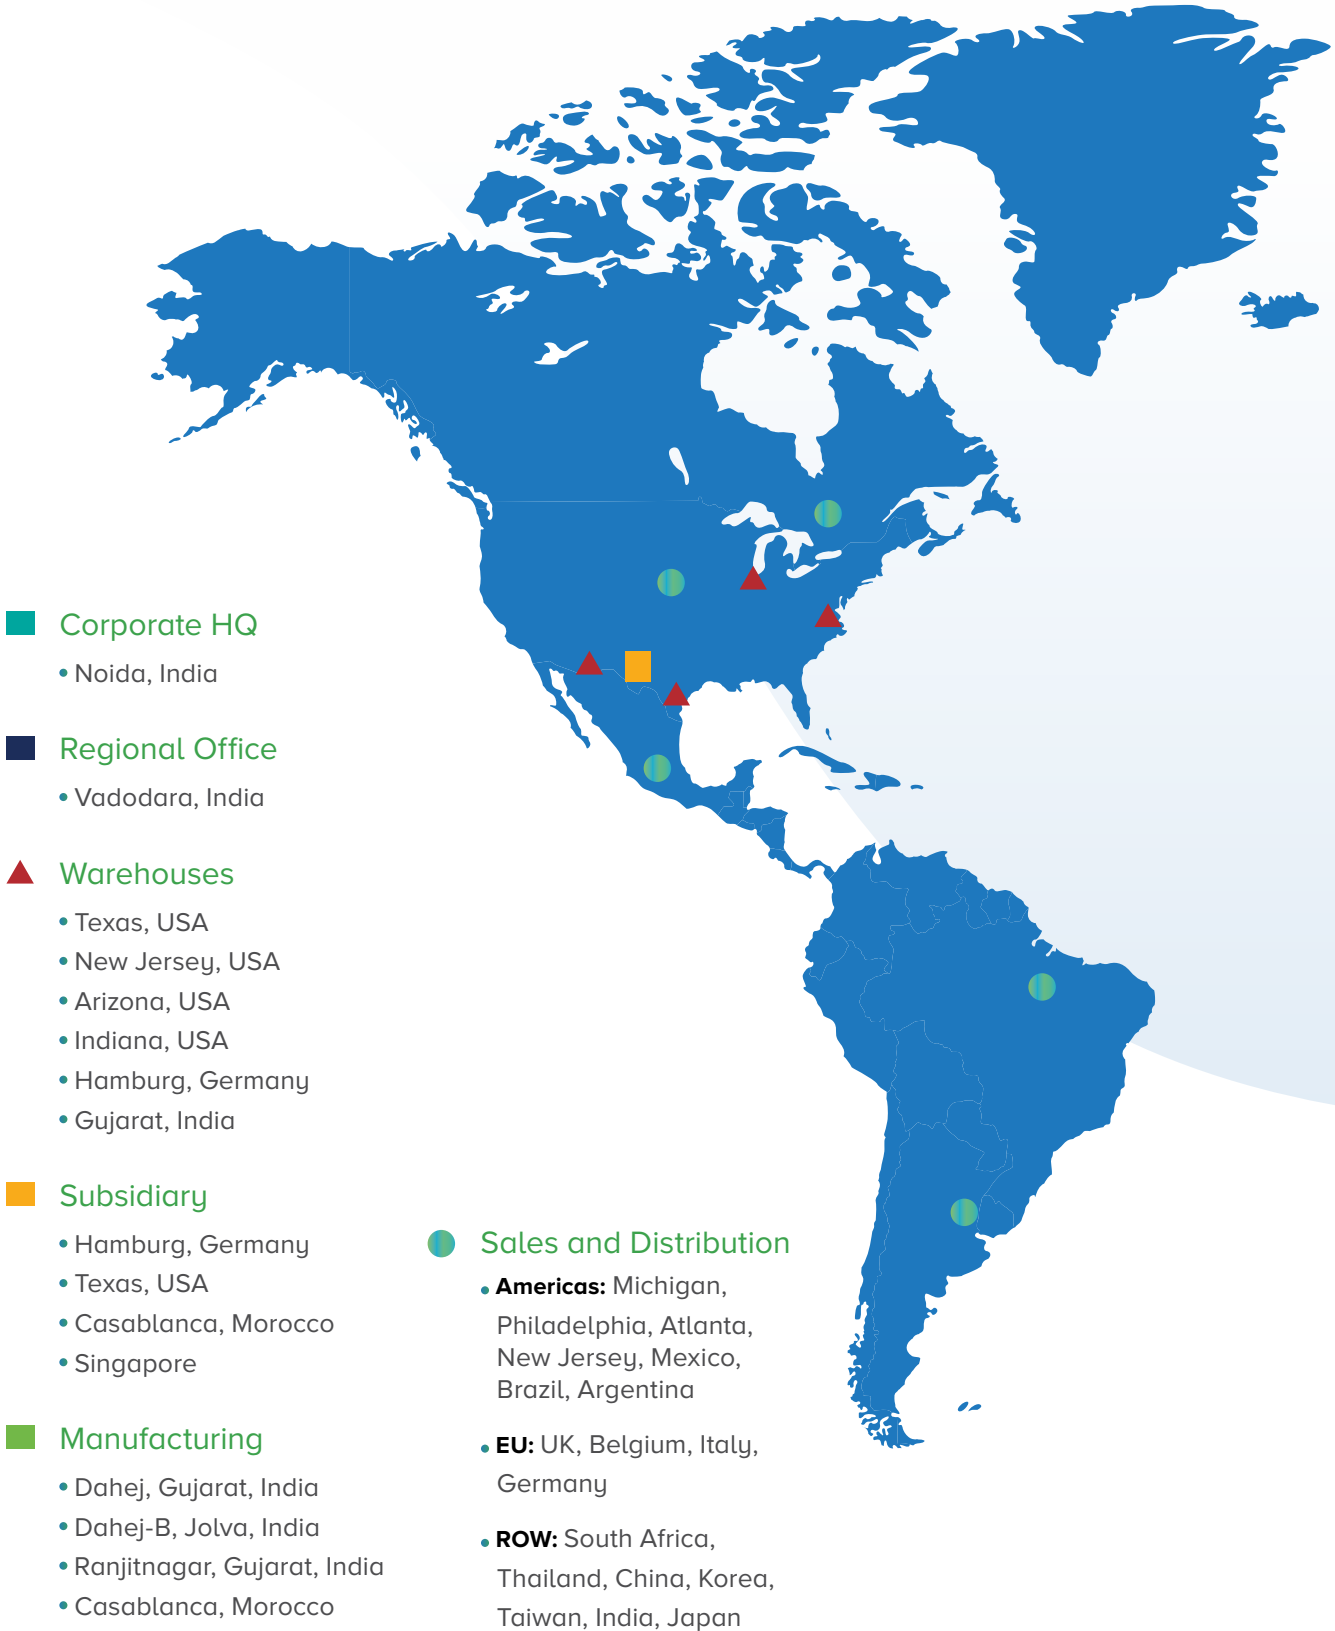 Corporate HQ
• Noida, India
Regional Office
• Vadodara, India
Warehouses
• Texas, USA
• New Jersey, USA
• Arizona, USA
• Indiana, USA
• Hamburg, Germany
• Gujarat, India
Subsidiary
• Hamburg, Germany
• Texas, USA
• Casablanca, Morocco
• Singapore
Manufacturing
• Dahej, Gujarat, India
• Dahej-B, Jolva, India
• Ranjitnagar, Gujarat, India
• Casablanca, Morocco
Sales and Distribution
• Americas: Michigan,
Philadelphia, Atlanta,
New Jersey, Mexico,
Brazil, Argentina
• EU: UK, Belgium, Italy,
Germany
• ROW: South Africa,
Thailand, China, Korea,
Taiwan, India, Japan